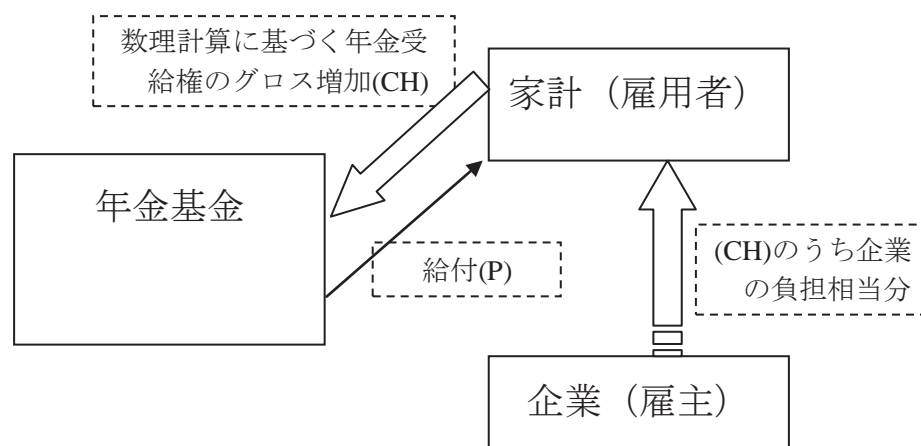 数理計算に基づく年金受
給権のグロス増加(CH)
家計（雇用者）
年金基金
給付(P)
(CH)のうち企業
の負担相当分
企業（雇主）